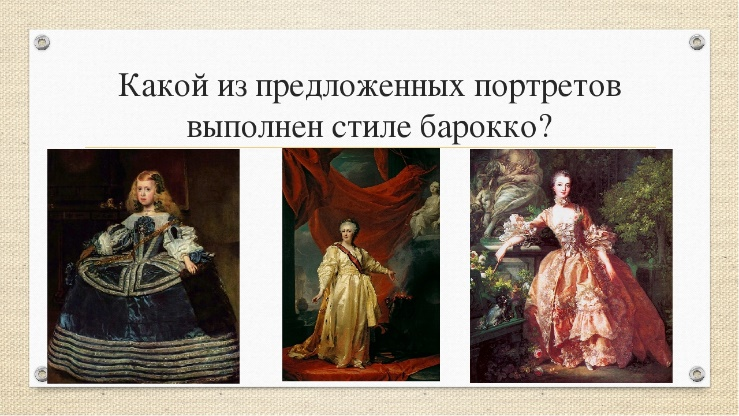 Какой из предложенных портретов
выполнен стиле барокко?